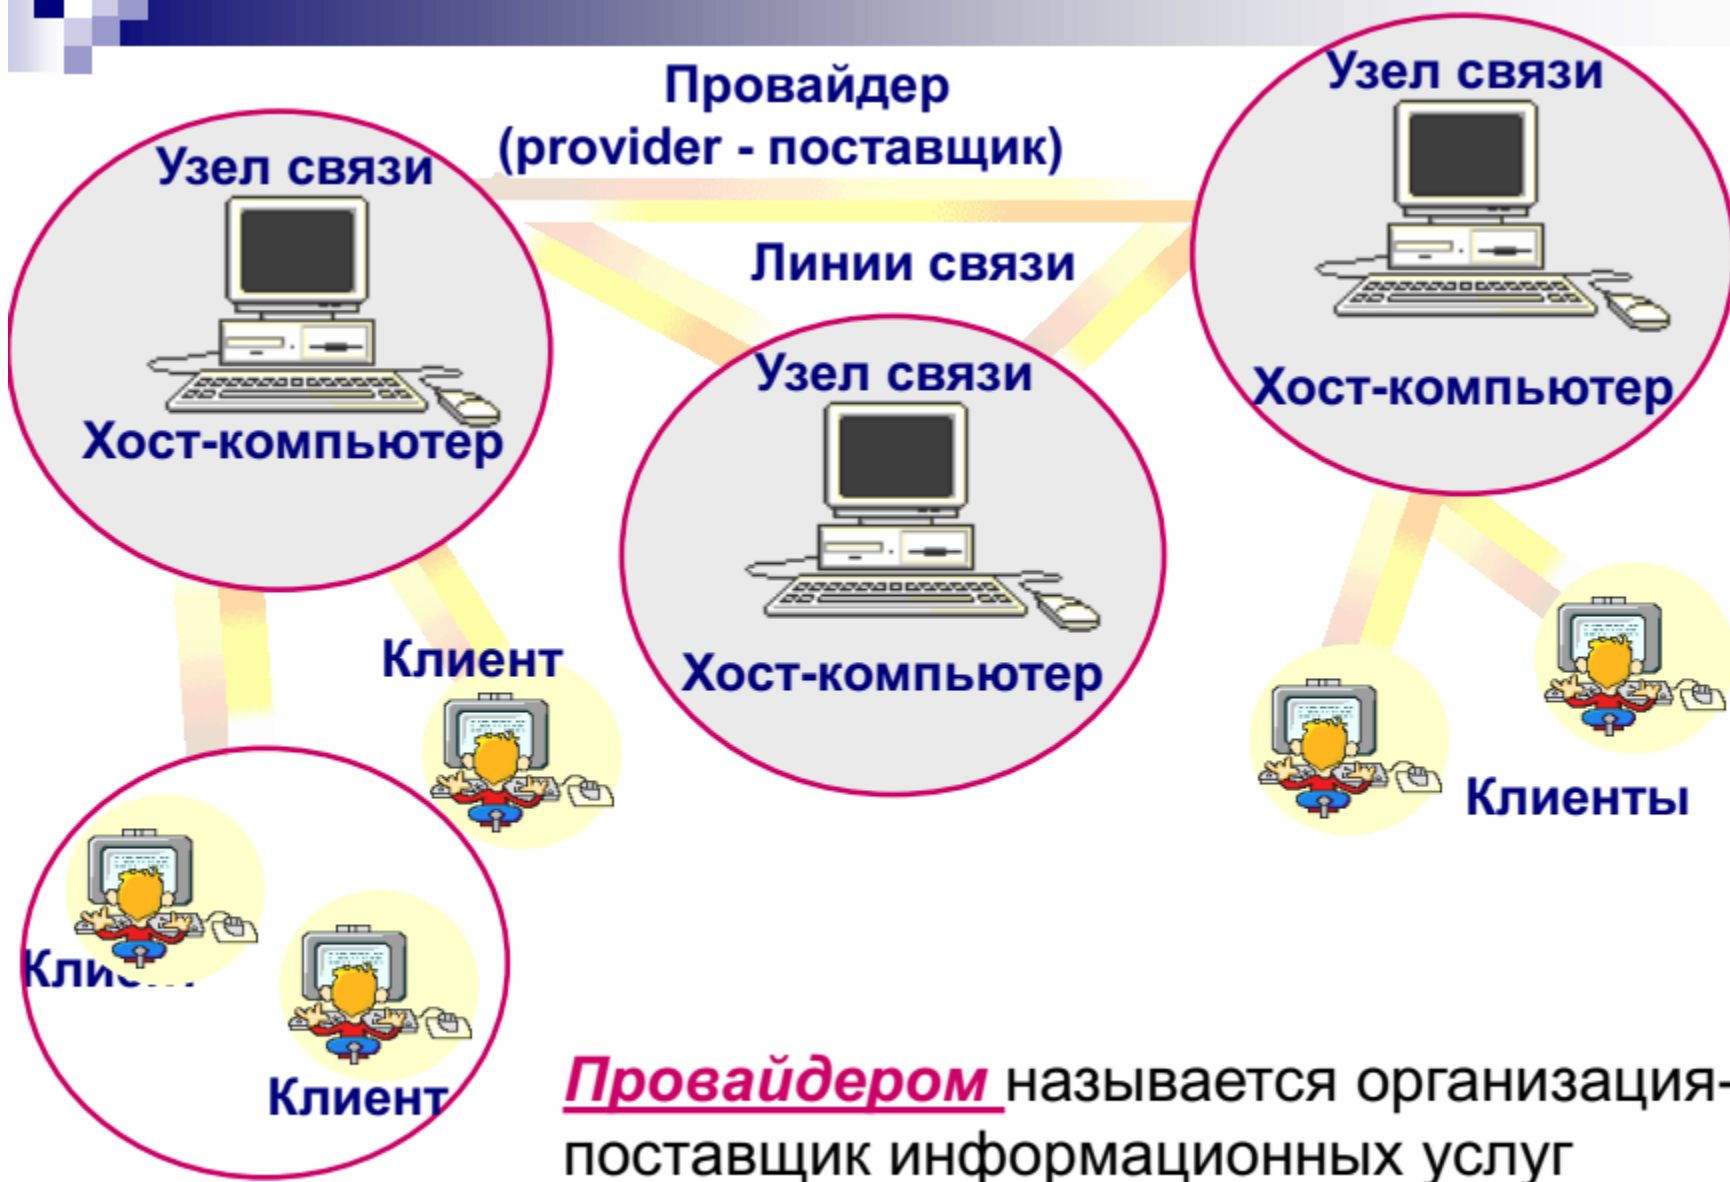 Провайдер
(provider - поставщик)
Узел связи
Узел связи
Линии связи
Узел связи
Хост-компьютер
Хост-компьютер
Хост-компьютер
Клиент
Клиенты
Клиент
Провайдером называется организация-
поставщик информационных услуг